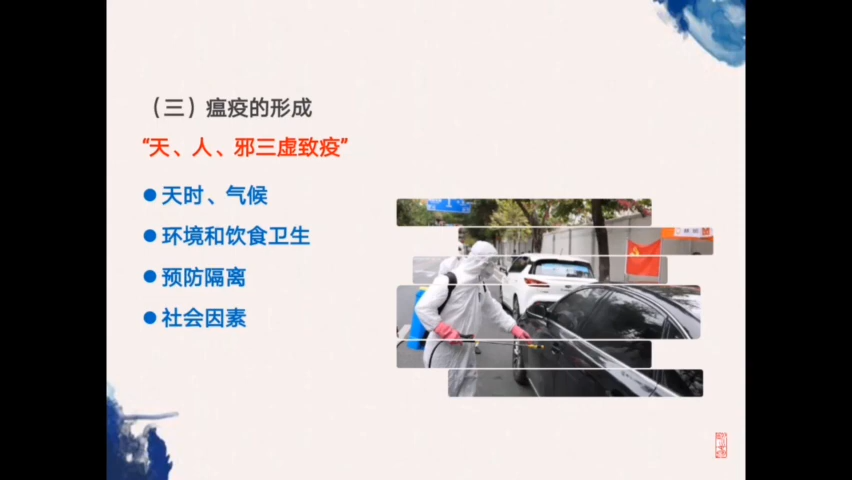 （三）瘟疫的形成
“天、人、邪三虚致疫”
●天时、气候
●环境和饮食卫生
●预防隔离
●社会因素